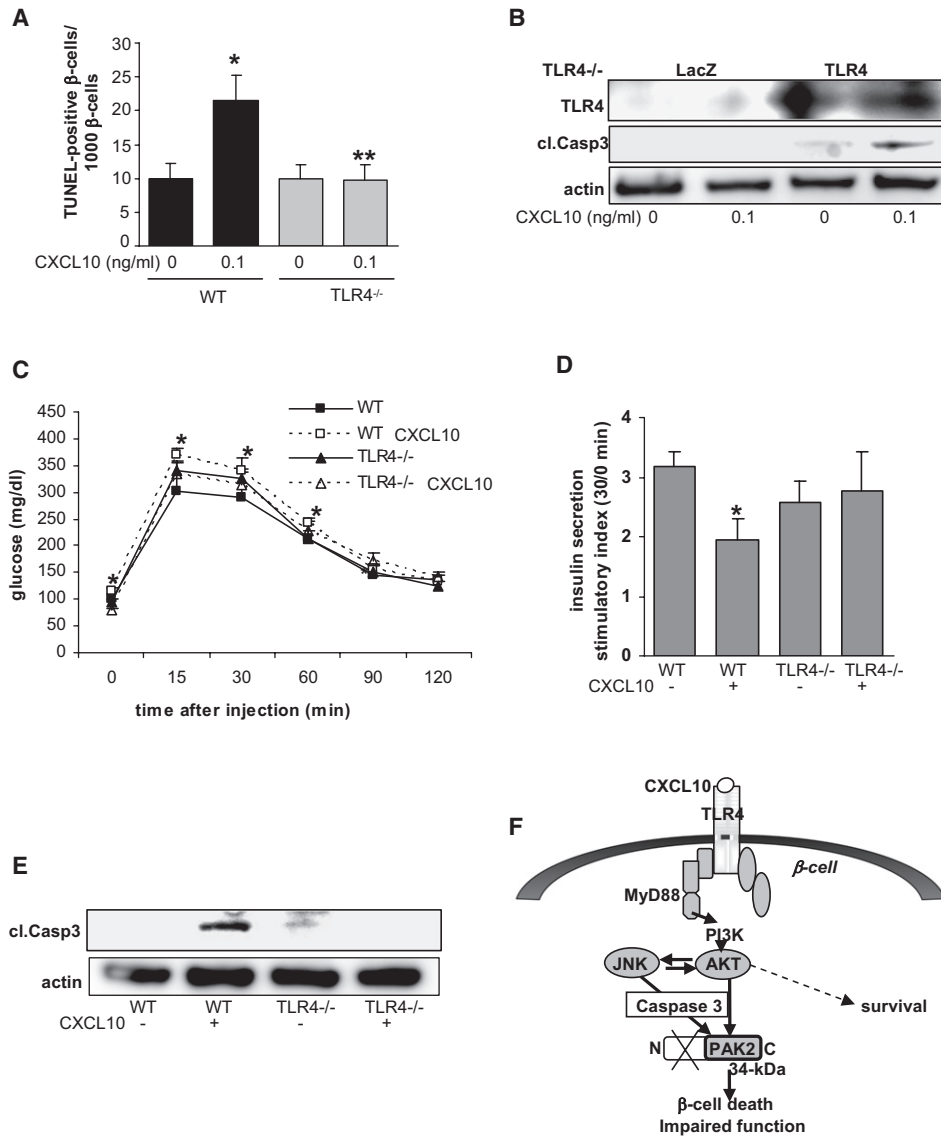 A
TUNEL-positive β-cells/
1000 β-cells
30
25
20
15
10
5
0
*
**
CXCL10 (ng/ml) 0 0.1 0 0.1
WT TLR4-/-
B
TLR4-/- LacZ TLR4
TLR4
cl.Casp3
actin
CXCL10 (ng/ml) 0 0.1 0 0.1
C
glucose (mg/dl)
450
400
350
300
250
200
150
100
50
0
* * * *
WT
WT CXCL10
TLR4-/-
TLR4-/- CXCL10
0 15 30 60 90 120
time after injection (min)
D
insulin secretion
stimulatory index (30/0 min)
4
3
2
1
0
*
WT WT TLR4-/- TLR4-/-
CXCL10 - + - +
E
cl.Casp3
actin
WT WT TLR4-/- TLR4-/-
CXCL10 - + - +
F
CXCL10
TLR4
β-cell
MyD88
PI3K
JNK AKT
survival
Caspase 3
N PAK2 C
34-kDa
β-cell death
Impaired function